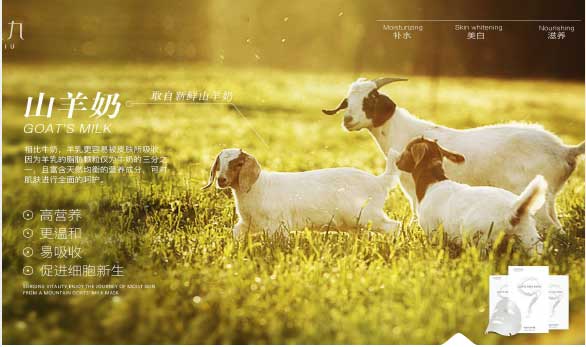 九
IU
Moisturizing
补水
Skin whitening
美白
Nourishing
滋养
山羊奶
取自新鲜山羊奶
GOAT'S MILK
相比牛奶，羊乳更容易被皮肤所吸收，
因为羊乳的脂肪颗粒仅为牛奶的三分之
一，且富含天然均衡的营养成分，可对
肌肤进行全面的呵护。
高营养
更温和
易吸收
促进细胞新生
SURGING VITALITY,ENJOY THE JOURNEY OF MOIST SKIN
FROM A MOUNTAIN GOATS' MILK MASK